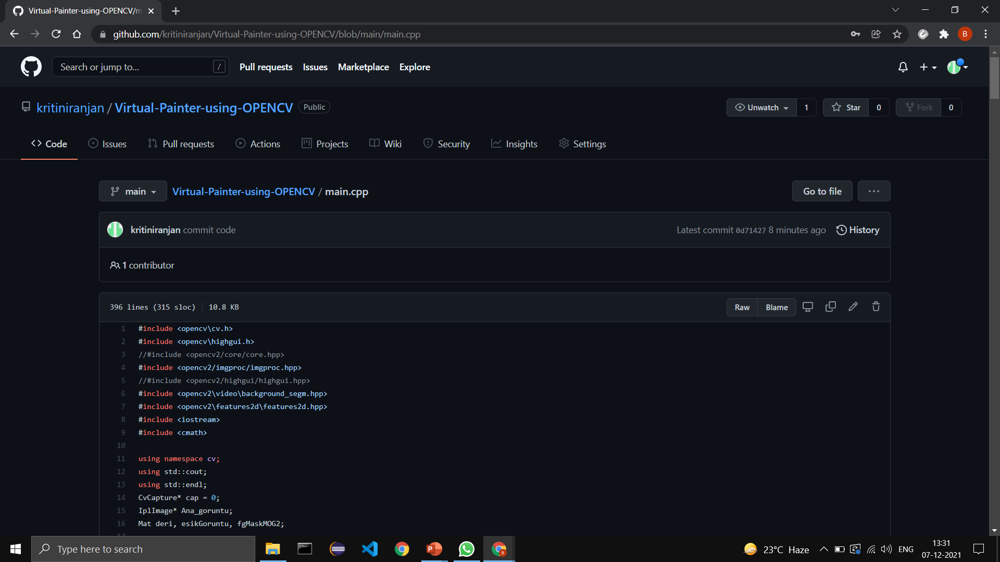 Virtual-Painter-using-OPENCV/m
github.com/kritiniranjan/Virtual-Painter-using-OPENCV/blob/main/main.cpp
B
Search or jump to...
/
Pull requests
Issues
Marketplace
Explore
kritiniranjan / Virtual-Painter-using-OPENCV
Public
Unwatch 1
Star 0
Fork 0
Code
Issues
Pull requests
Actions
Projects
Wiki
Security
Insights
Settings
main
Virtual-Painter-using-OPENCV / main.cpp
Go to file
...
kritiniranjan commit code
Latest commit 0d71427 8 minutes ago
History
1 contributor
396 lines (315 sloc)
10.8 KB
Raw
Blame
1 #include <opencv\cv.h>
2 #include <opencv\highgui.h>
3 //#include <opencv2/core/core.hpp>
4 #include <opencv2/imgproc/imgproc.hpp>
5 //#include <opencv2/highgui/highgui.hpp>
6 #include <opencv2\video\background_segm.hpp>
7 #include <opencv2\features2d\features2d.hpp>
8 #include <iostream>
9 #include <cmath>
10
11 using namespace cv;
12 using std::cout;
13 using std::endl;
14 CvCapture* cap = 0;
15 IplImage* Ana_goruntu;
16 Mat deri, esikGoruntu, fgMaskMOG2;
17
Type here to search
P
B
23°C Haze
ENG
13:31
07-12-2021